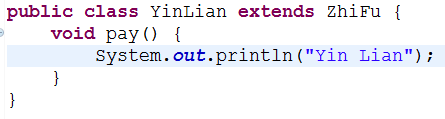 public class YinLian extends ZhiFu {
    void pay() {
        System.out.println("Yin Lian");
    }
}